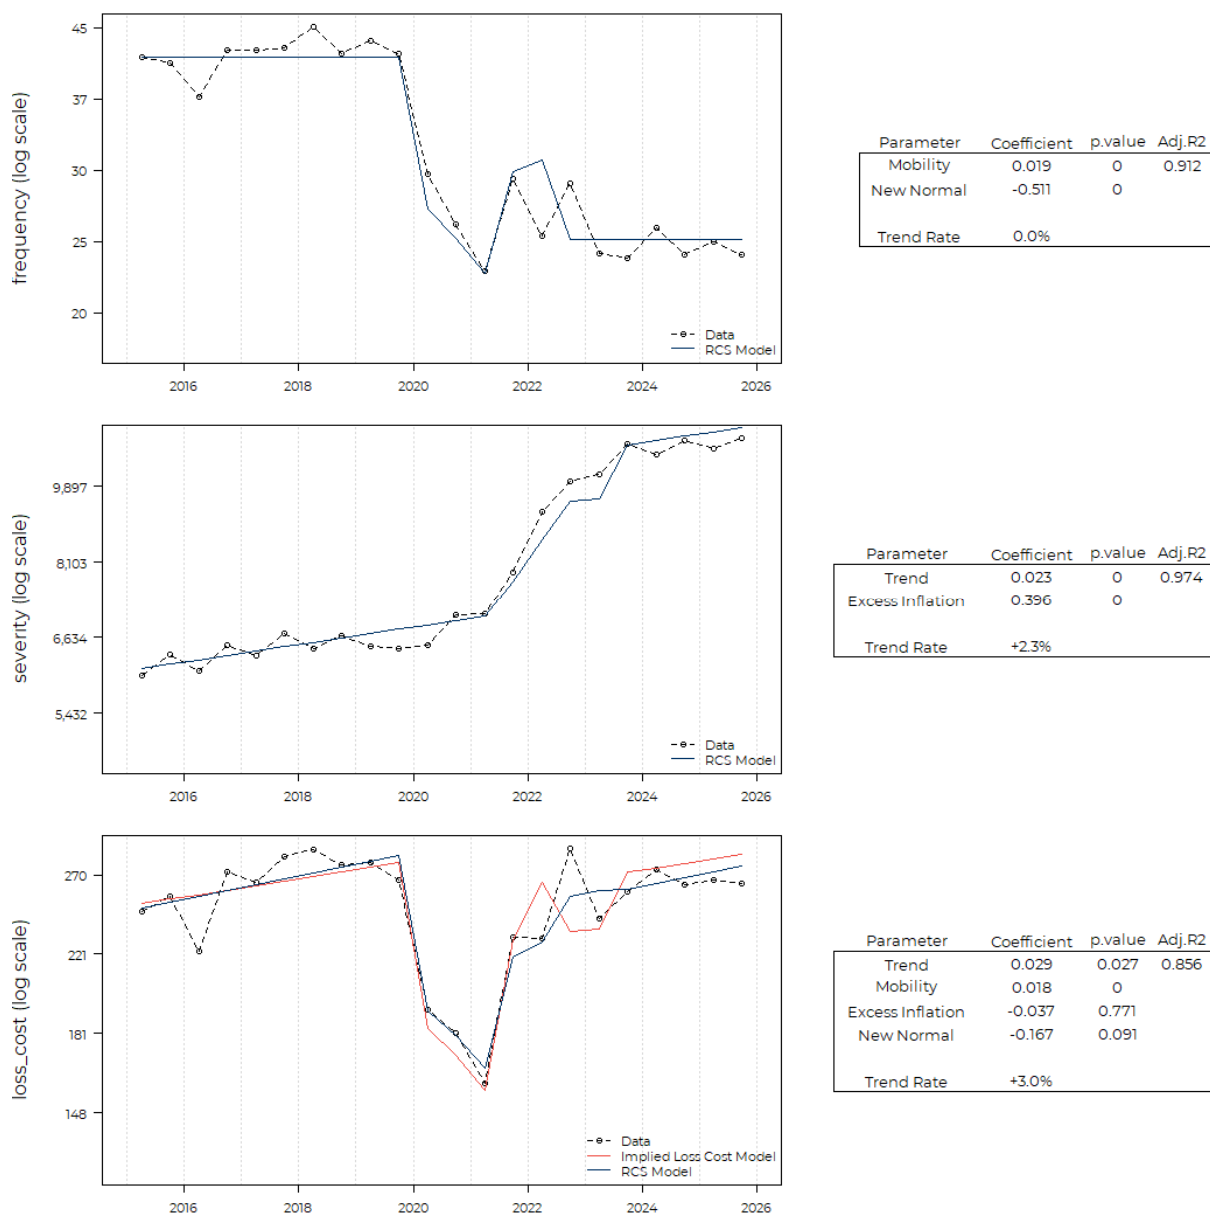 frequency (log scale)
45
37
30
25
20
Data
RCS Model
2016 2018 2020 2022 2024 2026
Parameter Coefficient p.value Adj.R2
Mobility 0.019 0 0.912
New Normal -0.511 0
Trend Rate 0.0%
severity (log scale)
9,897
8,103
6,634
5,432
Data
RCS Model
2016 2018 2020 2022 2024 2026
Parameter Coefficient p.value Adj.R2
Trend 0.023 0 0.974
Excess Inflation 0.396 0
Trend Rate +2.3%
loss_cost (log scale)
270
221
181
148
Data
Implied Loss Cost Model
RCS Model
2016 2018 2020 2022 2024 2026
Parameter Coefficient p.value Adj.R2
Trend 0.029 0.027 0.856
Mobility 0.018 0
Excess Inflation -0.037 0.771
New Normal -0.167 0.091
Trend Rate +3.0%